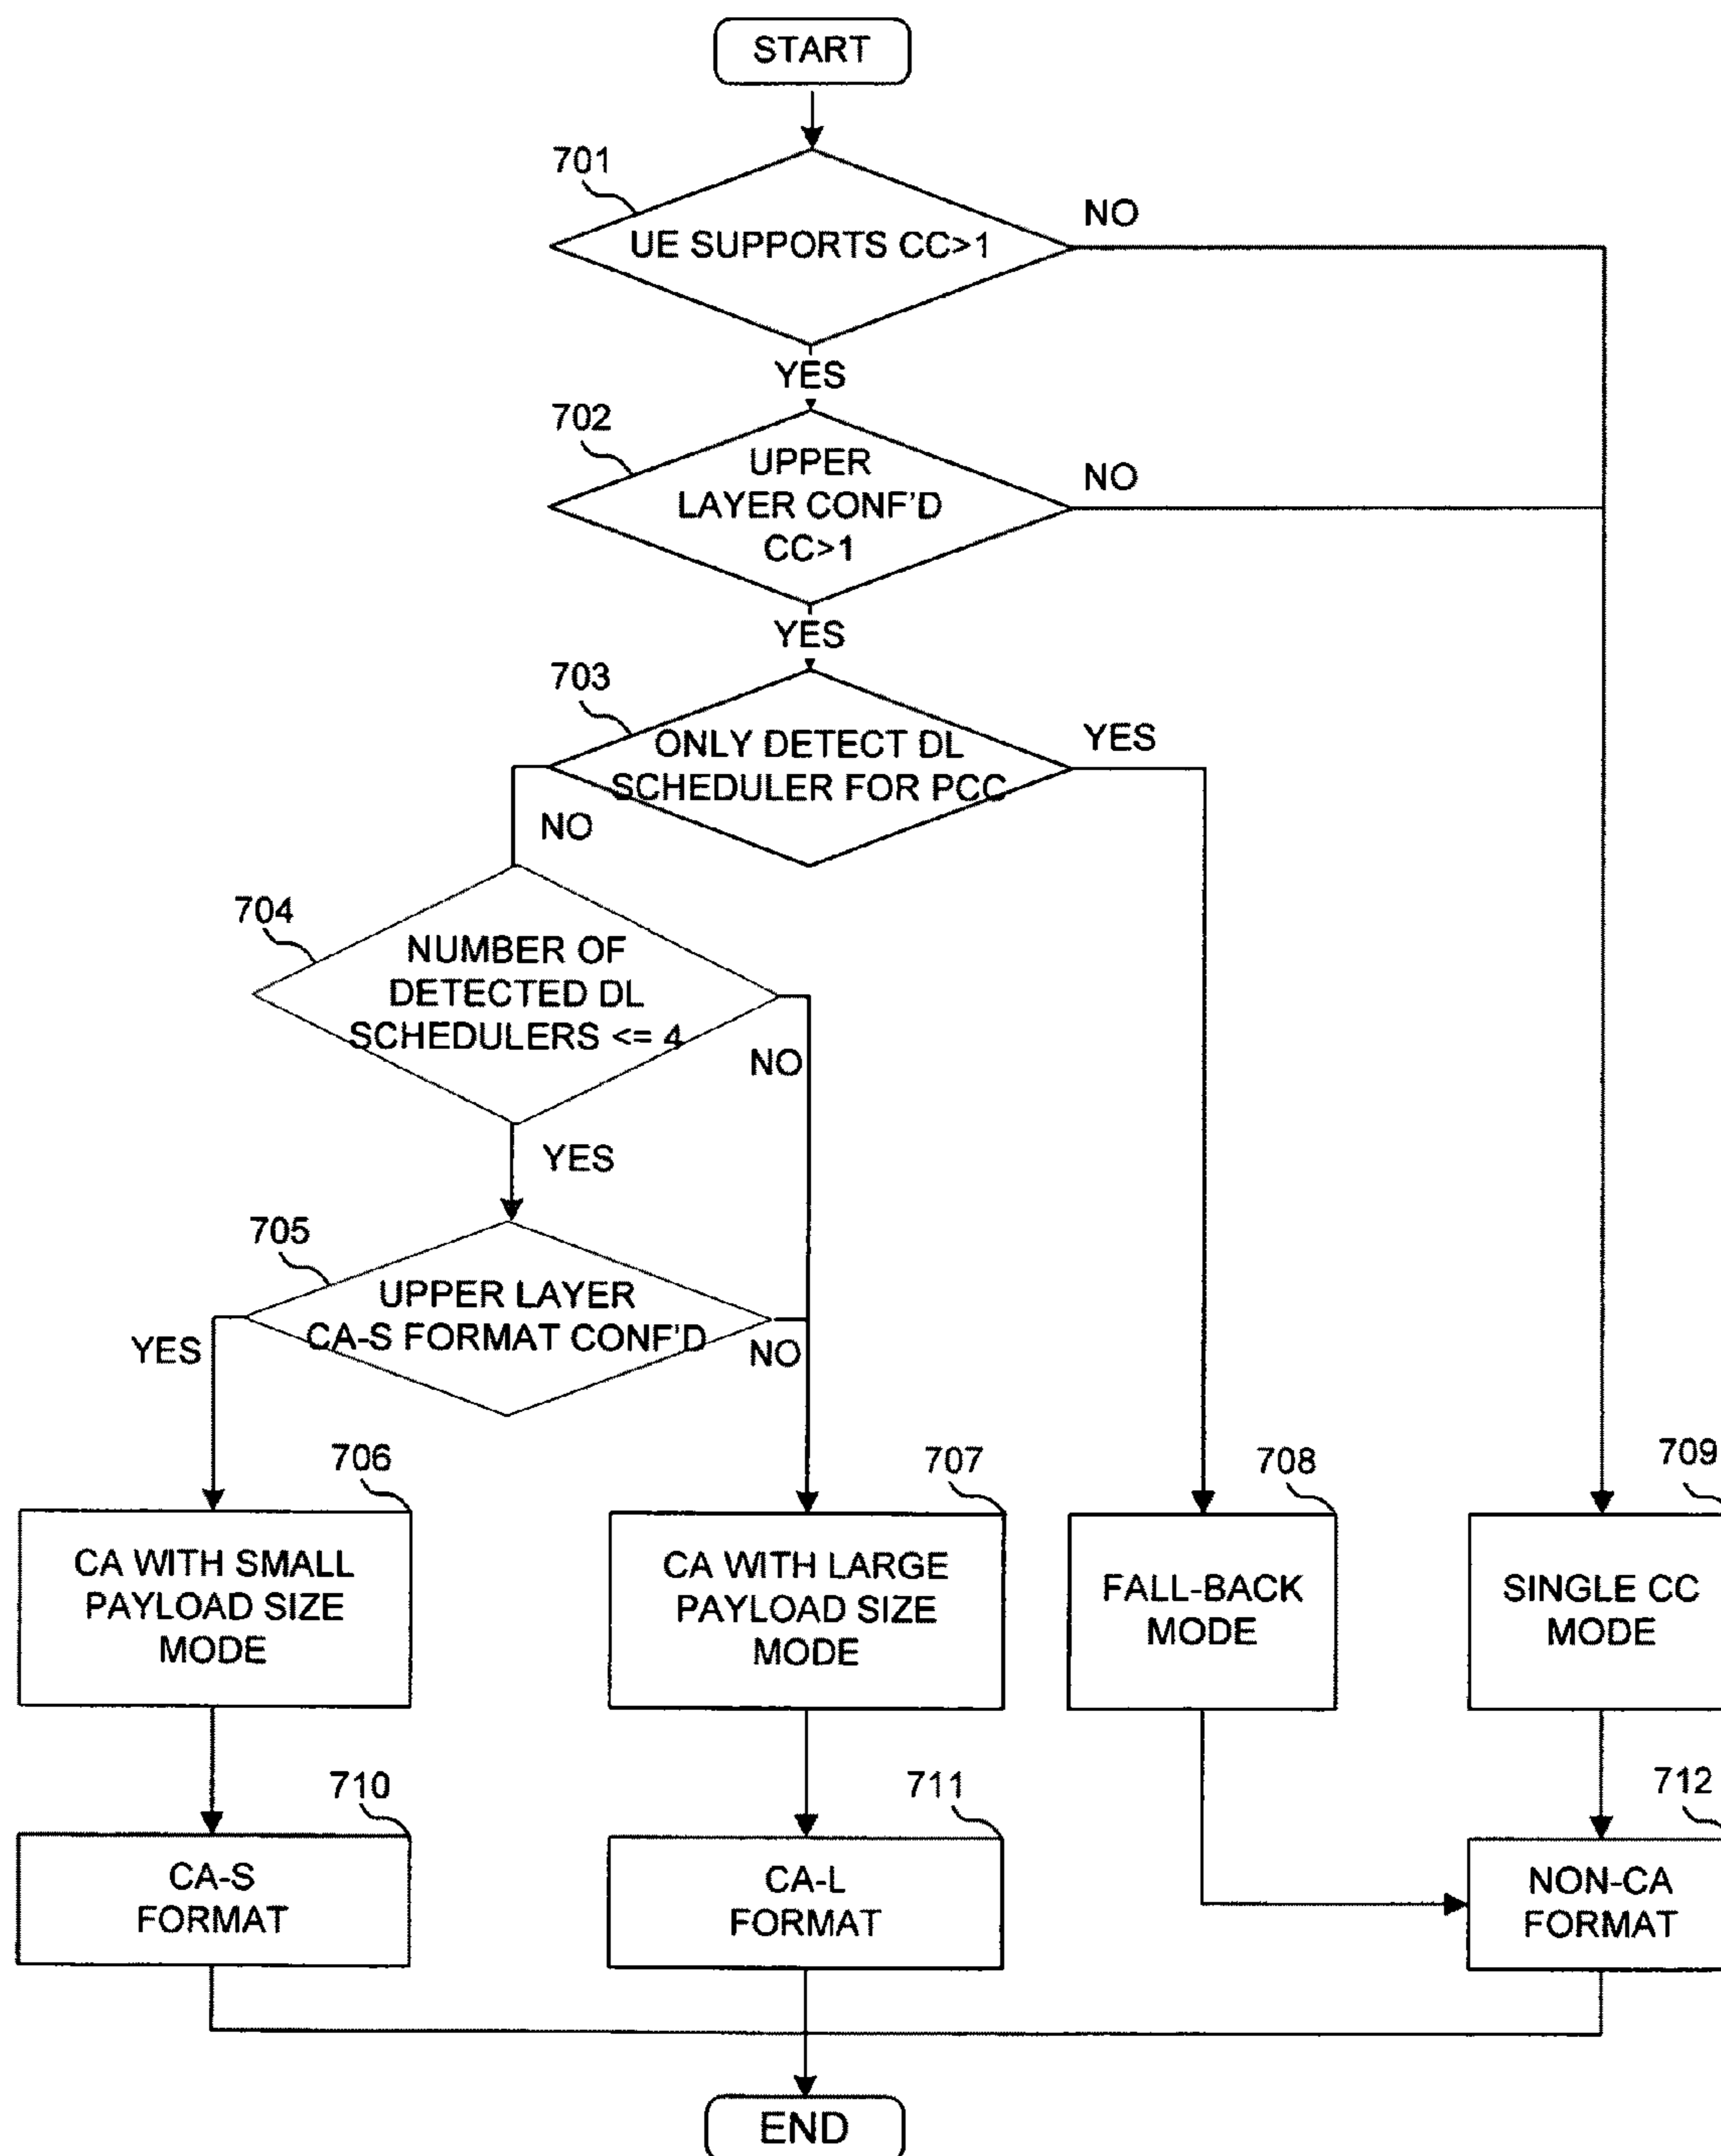 START
701
UE SUPPORTS CC>1
NO
YES
702
UPPER
LAYER CONF'D
CC>1
NO
YES
703
ONLY DETECT DL
SCHEDULER FOR PCC
YES
NO
704
NUMBER OF
DETECTED DL
SCHEDULERS <= 4
NO
YES
705
UPPER LAYER
CA-S FORMAT CONF'D
YES
NO
706
CA WITH SMALL
PAYLOAD SIZE
MODE
707
CA WITH LARGE
PAYLOAD SIZE
MODE
708
FALL-BACK
MODE
709
SINGLE CC
MODE
710
CA-S
FORMAT
711
CA-L
FORMAT
712
NON-CA
FORMAT
END